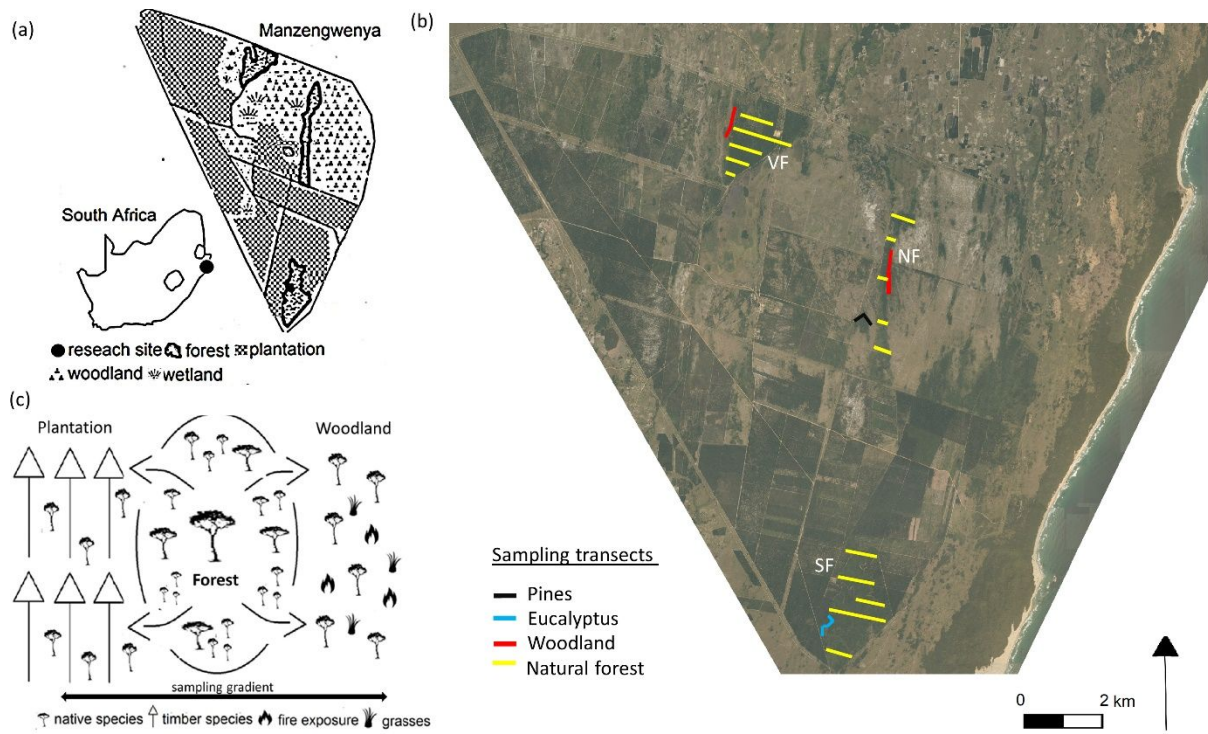 (a)
Manzengwenya
South Africa
reseach site forest plantation
woodland wetland
(b)
VF
NF
SF
Sampling transects
Pines
Eucalyptus
Woodland
Natural forest
0 2 km
(c)
Plantation Woodland
Forest
sampling gradient
native species timber species fire exposure grasses